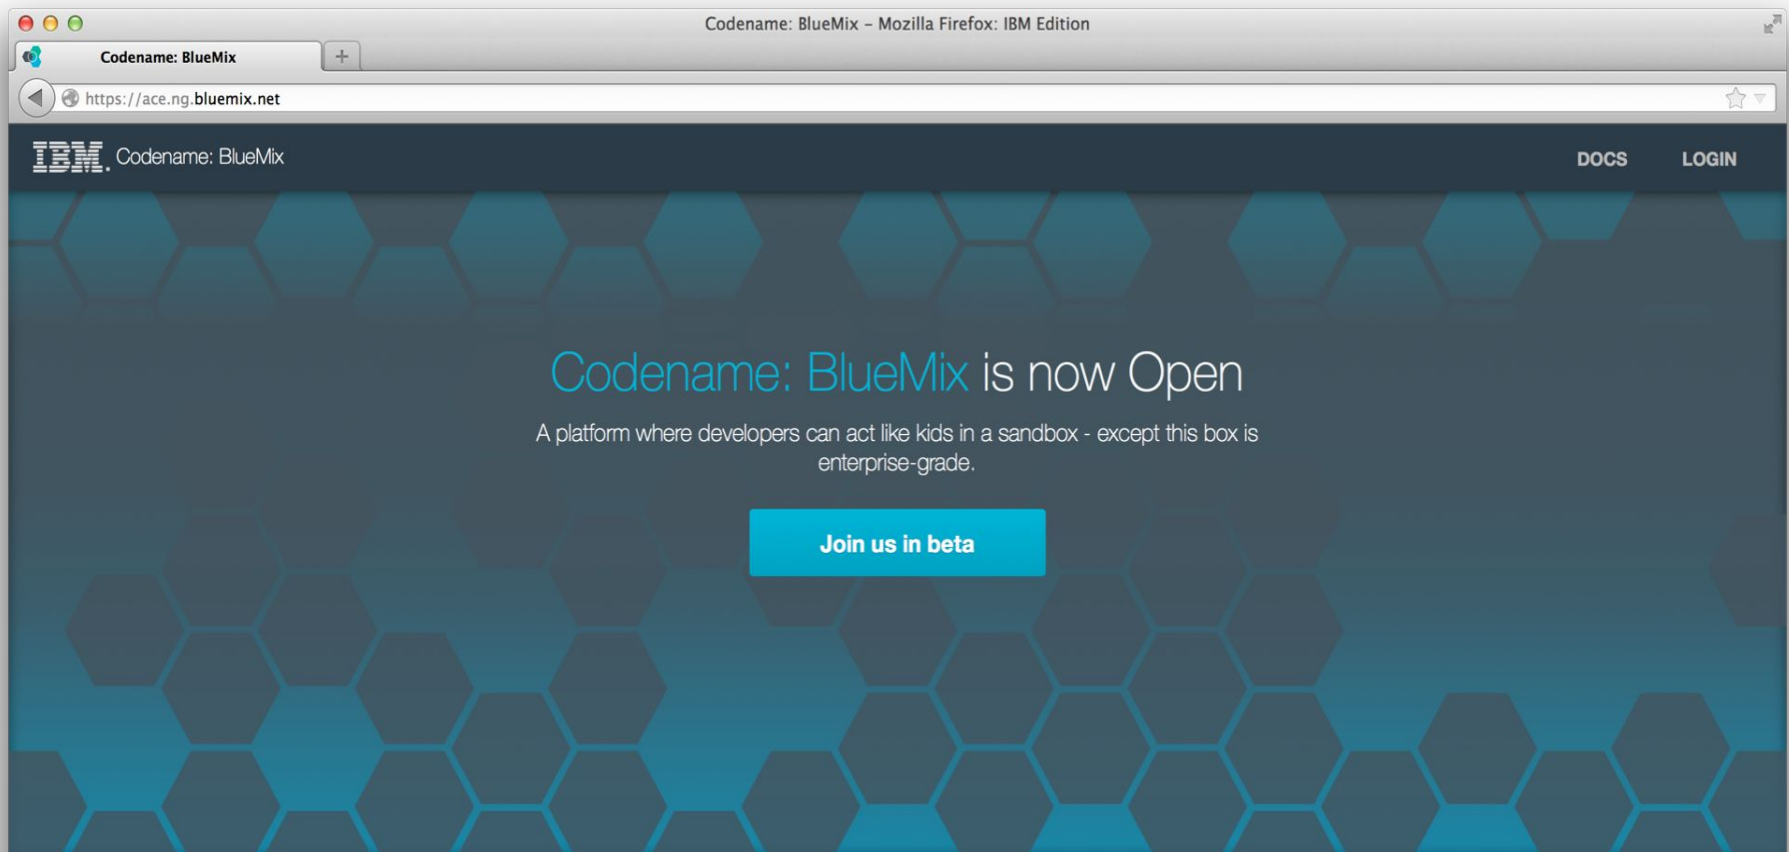 Codename: BlueMix – Mozilla Firefox: IBM Edition
Codename: BlueMix
https://ace.ng.bluemix.net
IBM. Codename: BlueMix
DOCS
LOGIN
Codename: BlueMix is now Open
A platform where developers can act like kids in a sandbox - except this box is
enterprise-grade.
Join us in beta